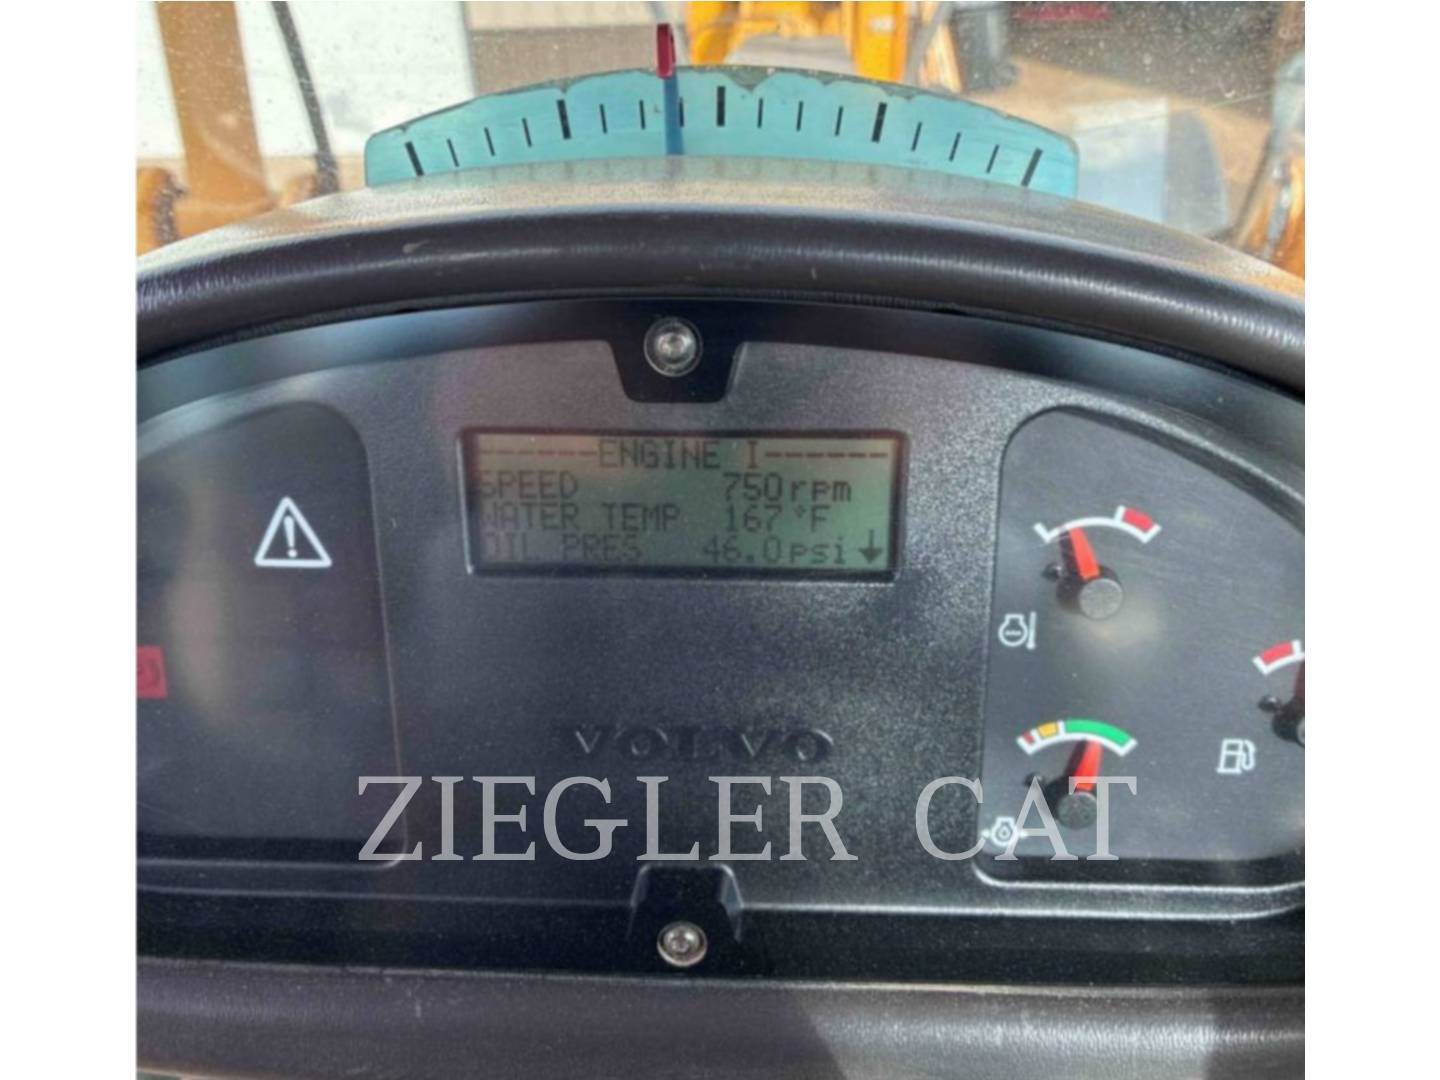 ------ENGINE I------
SPEED 750rpm
WATER TEMP 167°F
OIL PRES 46.0psi↓
VOLVO
ZIEGLER CAT